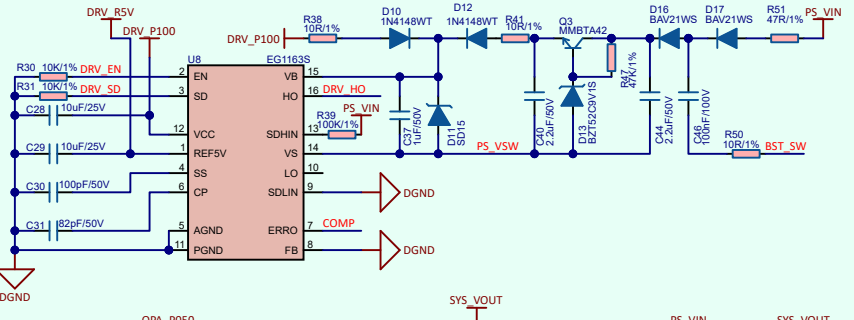 DRV_R5V
DRV_P100
DRV_P100
R38
10R/1%
D10
1N4148WT
D12
1N4148WT
R41
10R/1%
Q3
MMBTA42
D16
BAV21WS
D17
BAV21WS
R51
47R/1%
PS_VIN
U8
EG1163S
R30 10K/1% DRV_EN
R31 10K/1% DRV_SD
C28 10uF/25V
C29 10uF/25V
C30 100pF/50V
C31 82pF/50V
2 EN
3 SD
12 VCC
1 REF5V
4 SS
6 CP
5 AGND
11 PGND
VB 15
HO 16 DRV_HO
SDHIN 13
VS 14
LO 10
SDLIN 9
ERRO 7 COMP
FB 8
PS_VIN
R39
100K/1%
C37
1uF/50V
D11
SD15
PS_VSW
C40
2.2uF/50V
D13
BZT52C9V1S
R47
47K/1%
C44
2.2uF/50V
C46
100nF/100V
R50
10R/1%
BST_SW
DGND
DGND
DGND
SYS_VOUT